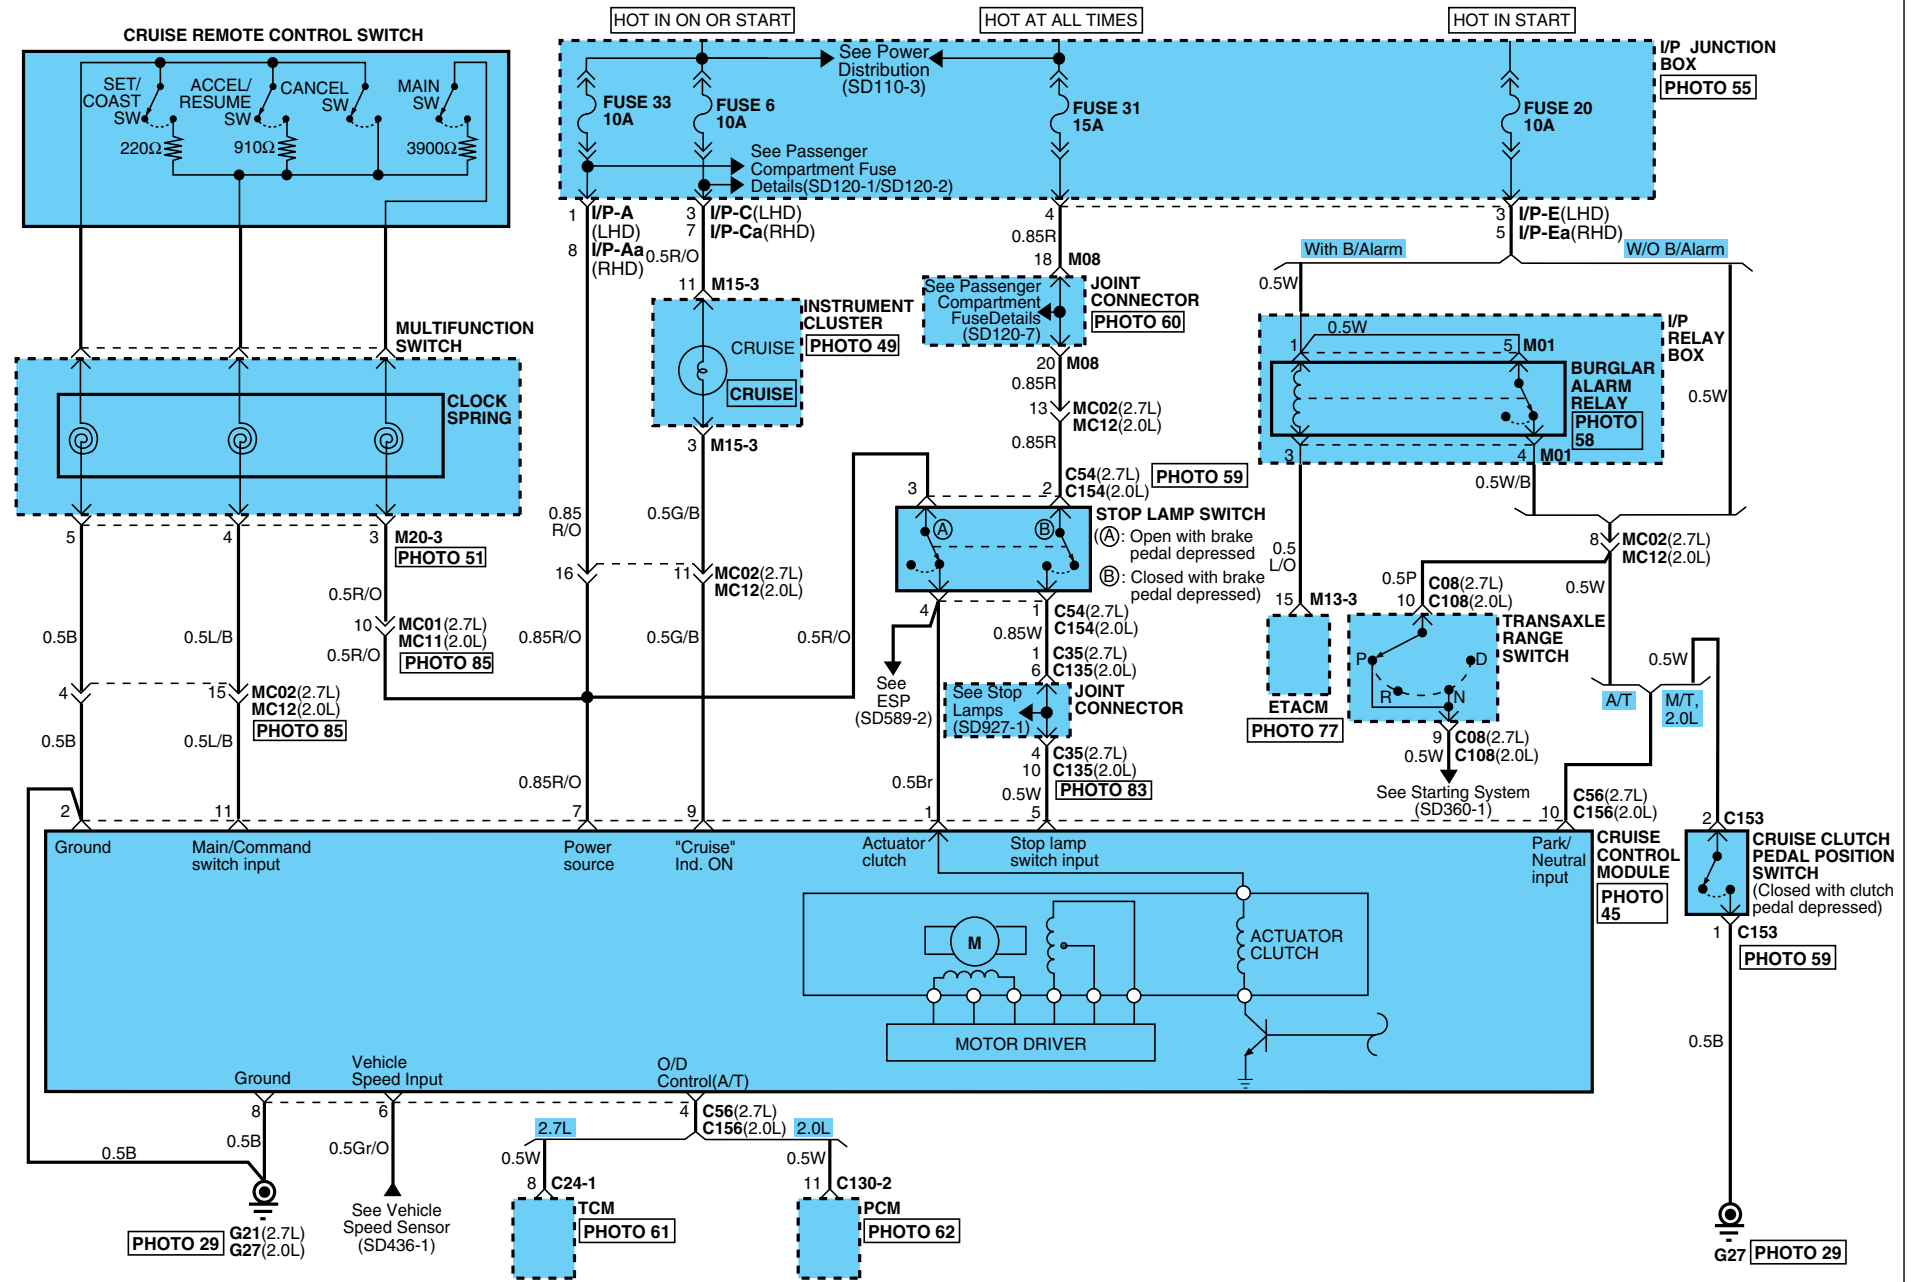 HOT IN ON OR START
HOT AT ALL TIMES
HOT IN START
CRUISE REMOTE CONTROL SWITCH
SET/
COAST
SW
ACCEL/
RESUME
SW
CANCEL
SW
MAIN
SW
220Ω
910Ω
3900Ω
See Power
Distribution
(SD110-3)
FUSE 33
10A
FUSE 6
10A
FUSE 31
15A
FUSE 20
10A
See Passenger
Compartment Fuse
Details(SD120-1/SD120-2)
I/P JUNCTION
BOX
PHOTO 55
1 I/P-A
(LHD)
8 I/P-Aa
(RHD)
3 I/P-C(LHD)
7 I/P-Ca(RHD)
0.5R/O
4
0.85R
18 M08
3 I/P-E(LHD)
5 I/P-Ea(RHD)
With B/Alarm
W/O B/Alarm
0.5W
11 M15-3
INSTRUMENT
CLUSTER
PHOTO 49
CRUISE
CRUISE
3 M15-3
See Passenger
Compartment
FuseDetails
(SD120-7)
JOINT
CONNECTOR
PHOTO 60
20 M08
0.85R
13 MC02(2.7L)
MC12(2.0L)
0.85R
0.5W
1
5 M01
I/P
RELAY
BOX
BURGLAR
ALARM
RELAY
PHOTO
58
0.5W
3
4 M01
0.5W/B
MULTIFUNCTION
SWITCH
CLOCK
SPRING
5
4
3 M20-3
PHOTO 51
0.85
R/O
0.5G/B
3
2
C54(2.7L)
C154(2.0L)
PHOTO 59
STOP LAMP SWITCH
(A: Open with brake
pedal depressed
B: Closed with brake
pedal depressed)
A
B
0.5
L/O
8 MC02(2.7L)
MC12(2.0L)
0.5R/O
10 MC01(2.7L)
MC11(2.0L)
0.5R/O
PHOTO 85
16
11 MC02(2.7L)
MC12(2.0L)
4
1 C54(2.7L)
C154(2.0L)
0.85W
1 C35(2.7L)
6 C135(2.0L)
15 M13-3
0.5P
10 C08(2.7L)
C108(2.0L)
0.5W
TRANSAXLE
RANGE
SWITCH
P
R
N
D
0.5B
0.5L/B
0.85R/O
0.5G/B
0.5R/O
0.5W
4
15 MC02(2.7L)
MC12(2.0L)
PHOTO 85
See
ESP
(SD589-2)
See Stop
Lamps
(SD927-1)
JOINT
CONNECTOR
ETACM
PHOTO 77
A/T
M/T,
2.0L
0.5B
0.5L/B
0.85R/O
0.5Br
4 C35(2.7L)
10 C135(2.0L)
PHOTO 83
0.5W
9 C08(2.7L)
0.5W C108(2.0L)
See Starting System
(SD360-1)
2
11
7
9
1
5
10
C56(2.7L)
C156(2.0L)
2 C153
Ground
Main/Command
switch input
Power
source
"Cruise"
Ind. ON
Actuator
clutch
Stop lamp
switch input
Park/
Neutral
input
CRUISE
CONTROL
MODULE
PHOTO
45
CRUISE CLUTCH
PEDAL POSITION
SWITCH
(Closed with clutch
pedal depressed)
1 C153
PHOTO 59
M
ACTUATOR
CLUTCH
MOTOR DRIVER
0.5B
Ground
Vehicle
Speed Input
O/D
Control(A/T)
8
6
4 C56(2.7L)
C156(2.0L)
0.5B
0.5B
0.5Gr/O
2.7L
2.0L
0.5W
0.5W
8 C24-1
11 C130-2
TCM
PHOTO 61
PCM
PHOTO 62
See Vehicle
Speed Sensor
(SD436-1)
PHOTO 29
G21(2.7L)
G27(2.0L)
G27 PHOTO 29